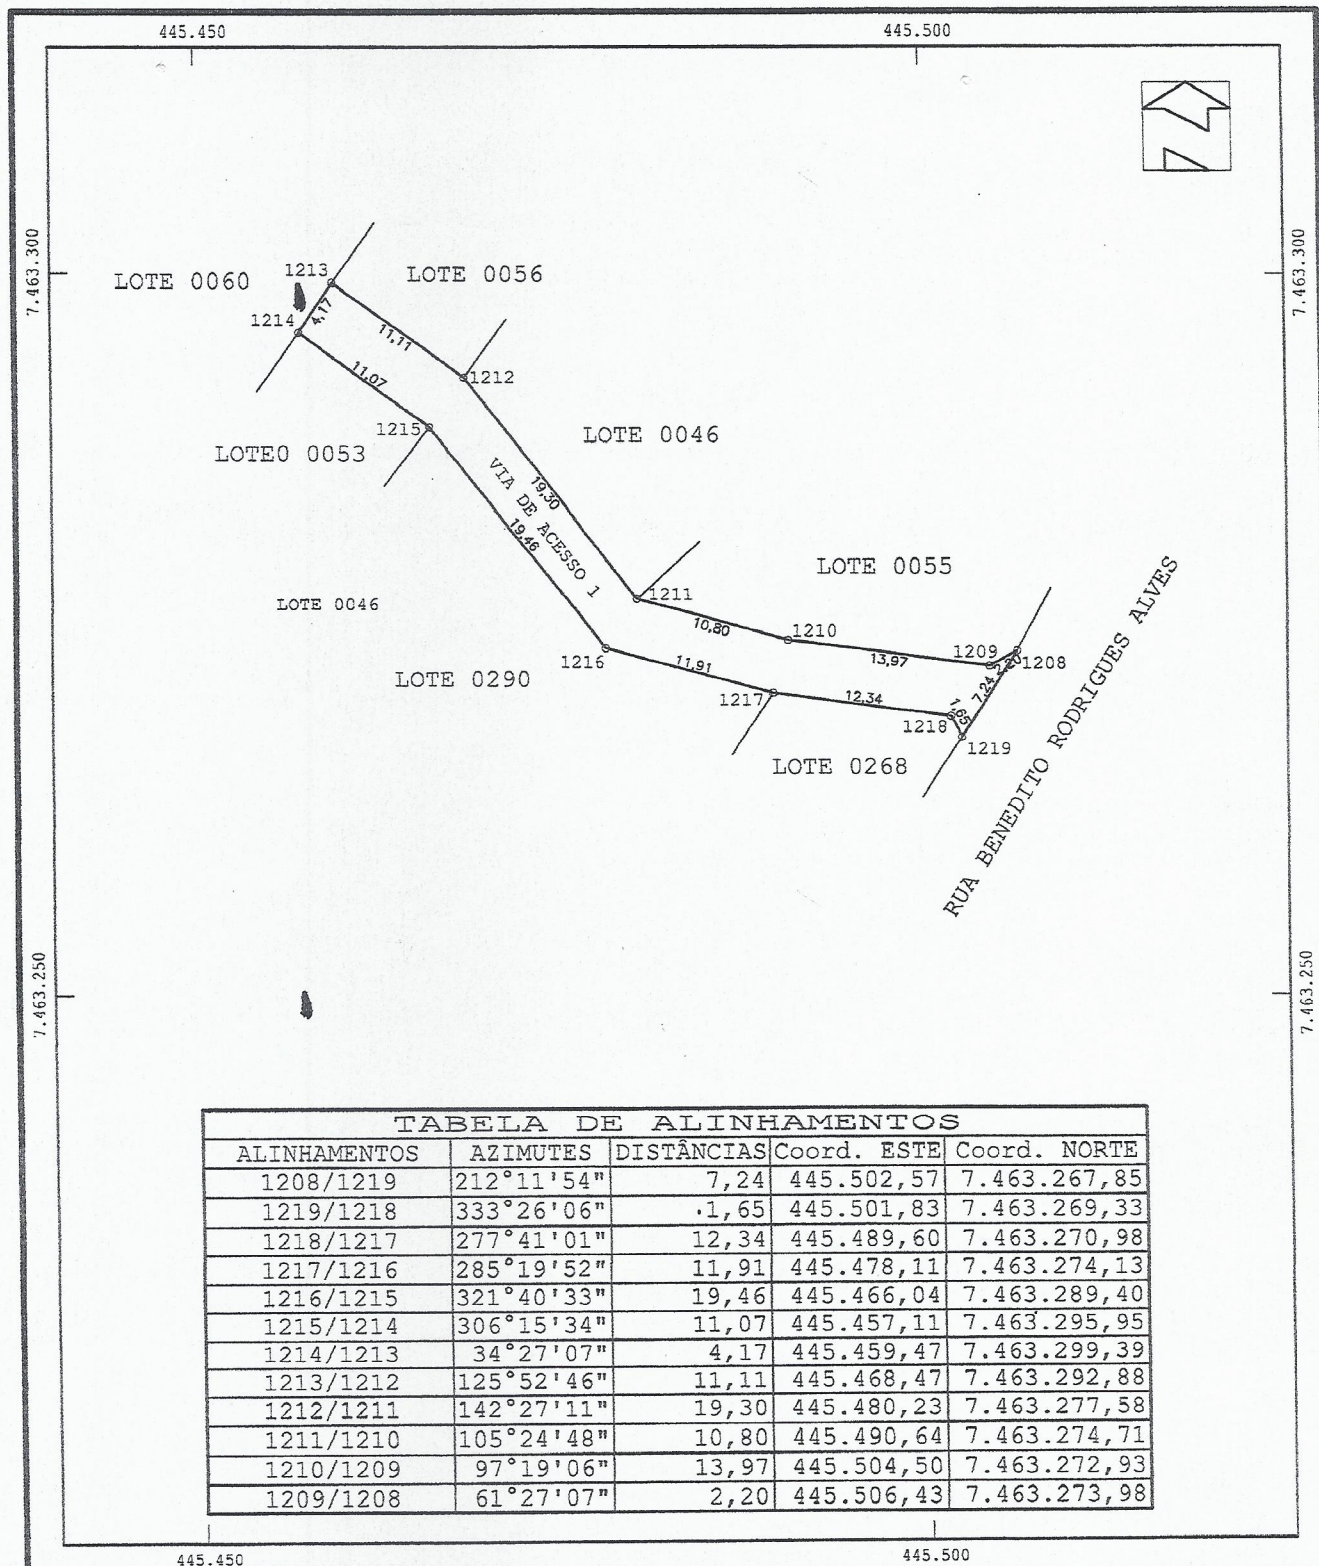 445.450 445.500
7.463.300 7.463.300
LOTE 0060
1213
LOTE 0056
1214
4,17
11,11
11,07
1212
1215
LOTE0 0053
LOTE 0046
19,30
VIA DE ACESSO 1
19,46
LOTE 0055
LOTE 0046
1211
10,80
1210
13,97
1209
1208
2,20
7,24
1216
11,91
LOTE 0290
1217
12,34
1218
1,65
1219
LOTE 0268
RUA BENEDITO RODRIGUES ALVES
7.463.250 7.463.250
TABELA DE ALINHAMENTOS
ALINHAMENTOS AZIMUTES DISTÂNCIAS Coord. ESTE Coord. NORTE
1208/1219 212°11'54" 7,24 445.502,57 7.463.267,85
1219/1218 333°26'06" 1,65 445.501,83 7.463.269,33
1218/1217 277°41'01" 12,34 445.489,60 7.463.270,98
1217/1216 285°19'52" 11,91 445.478,11 7.463.274,13
1216/1215 321°40'33" 19,46 445.466,04 7.463.289,40
1215/1214 306°15'34" 11,07 445.457,11 7.463.295,95
1214/1213 34°27'07" 4,17 445.459,47 7.463.299,39
1213/1212 125°52'46" 11,11 445.468,47 7.463.292,88
1212/1211 142°27'11" 19,30 445.480,23 7.463.277,58
1211/1210 105°24'48" 10,80 445.490,64 7.463.274,71
1210/1209 97°19'06" 13,97 445.504,50 7.463.272,93
1209/1208 61°27'07" 2,20 445.506,43 7.463.273,98
445.450 445.500